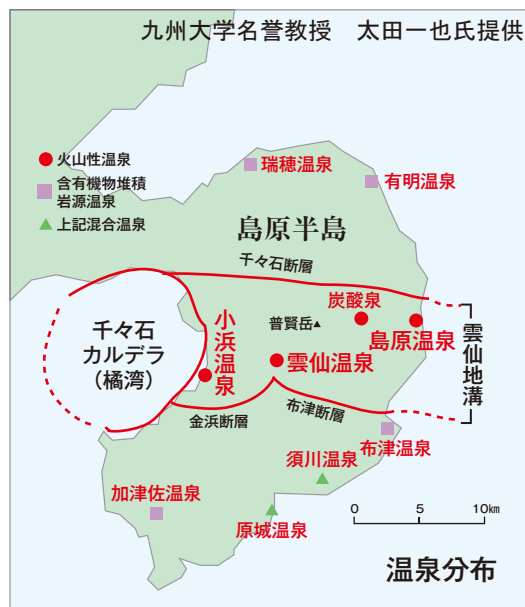 九州大学名誉教授　太田一也氏提供
火山性温泉
含有機物堆積
岩源温泉
上記混合温泉
瑞穂温泉
有明温泉
島原半島
千々石断層
千々石
カルデラ
（橘湾）
小浜温泉
普賢岳
炭酸泉
島原温泉
雲仙温泉
雲仙地溝
金浜断層
布津断層
布津温泉
須川温泉
加津佐温泉
原城温泉
0 5 10㎞
温泉分布